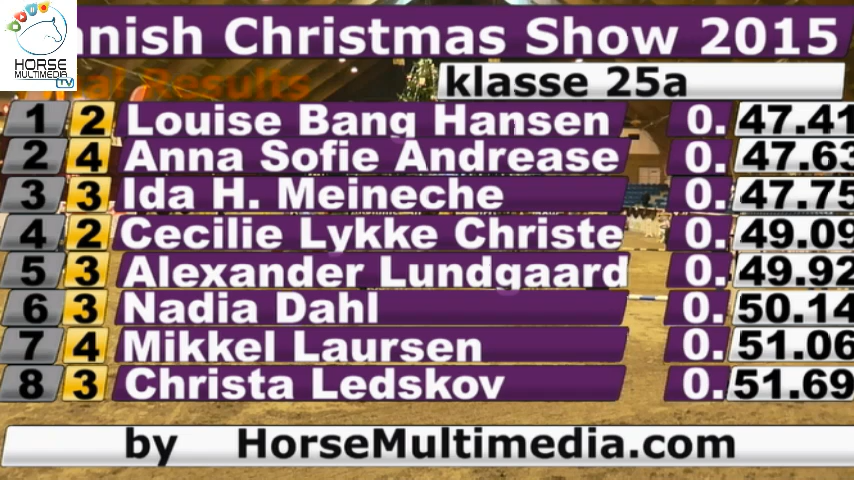 HORSE
MULTIMEDIA
TV
nish Christmas Show 2015
Results
klasse 25a
1 2 Louise Bang Hansen 0. 47.41
2 4 Anna Sofie Andrease 0. 47.63
3 3 Ida H. Meineche 0. 47.75
4 2 Cecilie Lykke Christe 0. 49.09
5 3 Alexander Lundgaard 0. 49.92
6 3 Nadia Dahl 0. 50.14
7 4 Mikkel Laursen 0. 51.06
8 3 Christa Ledskov 0. 51.69
by HorseMultimedia.com